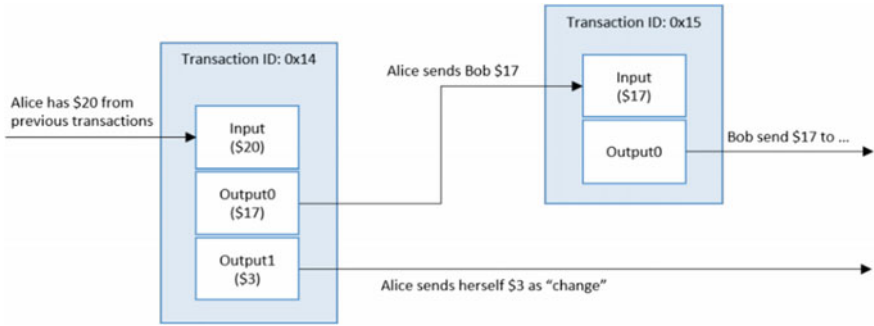 Transaction ID: 0x14
Alice has $20 from
previous transactions
Input
($20)
Output0
($17)
Output1
($3)
Alice sends Bob $17
Alice sends herself $3 as “change”
Transaction ID: 0x15
Input
($17)
Output0
Bob send $17 to ...